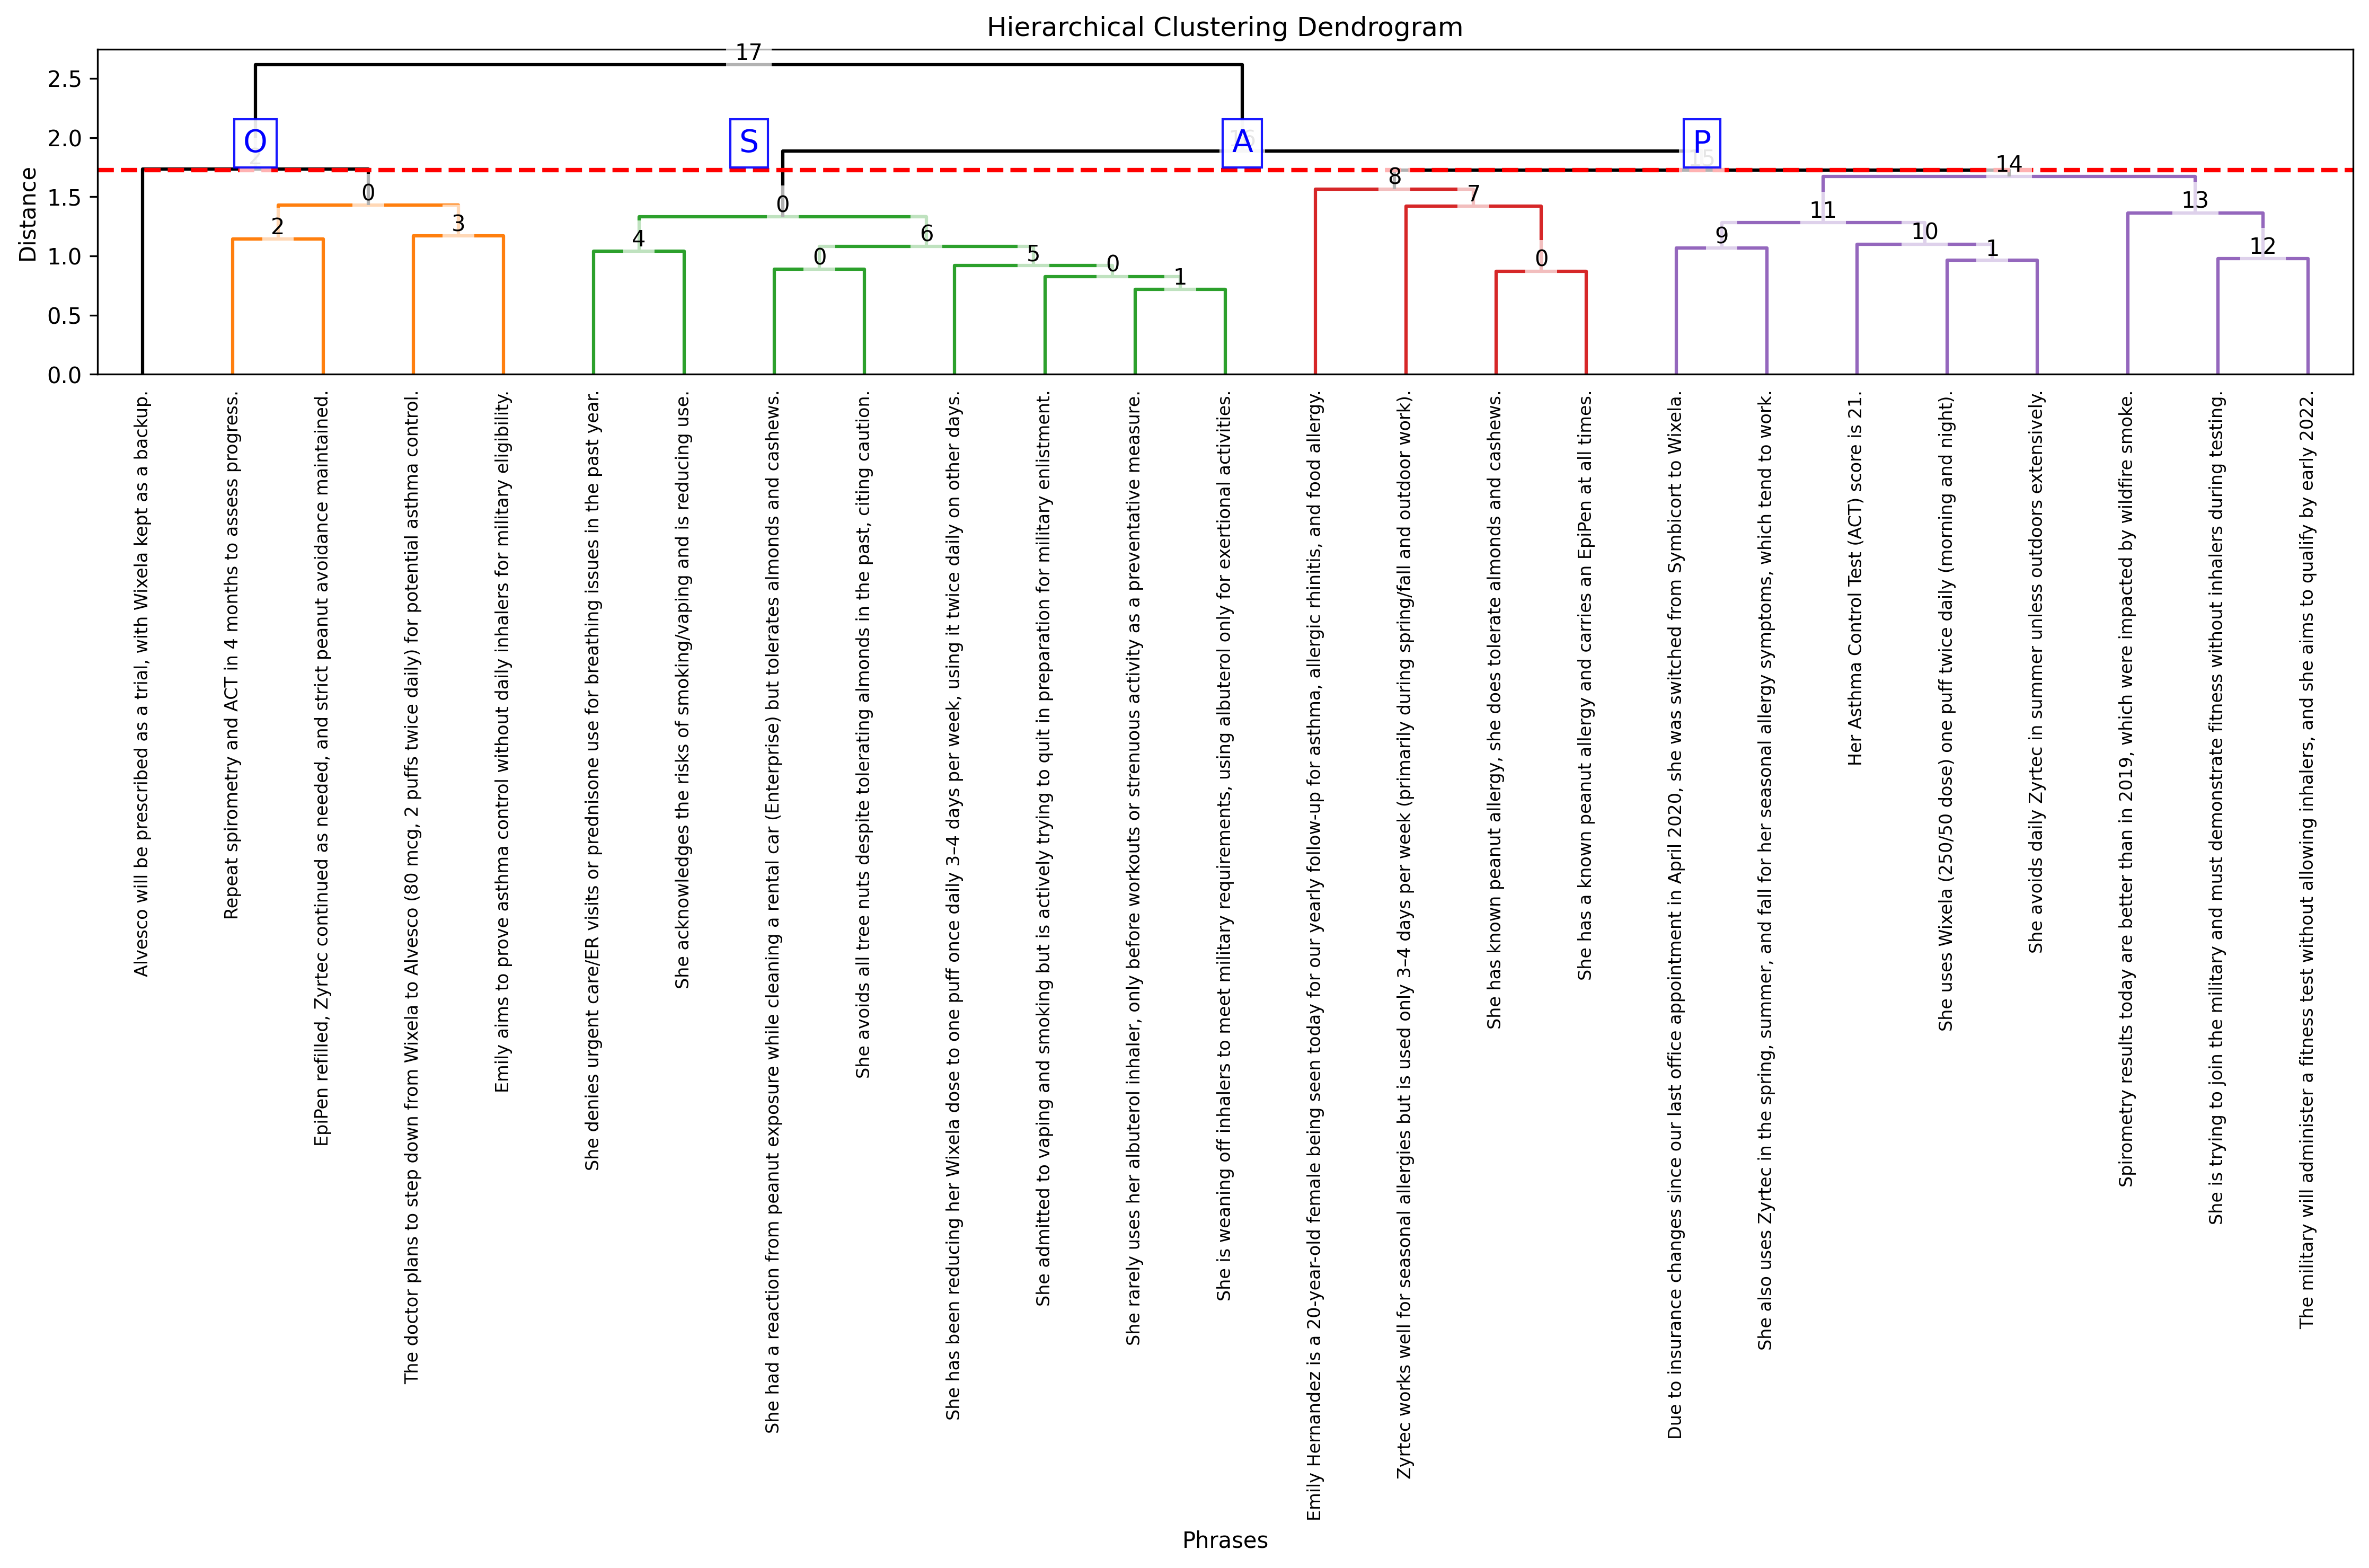 Hierarchical Clustering Dendrogram
17
2.5
2.0
1.5
1.0
0.5
0.0
Distance
O
S
A
P
2
15
14
8
7
0
0
13
11
0
6
2
3
4
10
9
1
12
0
5
0
1
0
Alvesco will be prescribed as a trial, with Wixela kept as a backup.
Repeat spirometry and ACT in 4 months to assess progress.
EpiPen refilled, Zyrtec continued as needed, and strict peanut avoidance maintained.
The doctor plans to step down from Wixela to Alvesco (80 mcg, 2 puffs twice daily) for potential asthma control.
Emily aims to prove asthma control without daily inhalers for military eligibility.
She denies urgent care/ER visits or prednisone use for breathing issues in the past year.
She acknowledges the risks of smoking/vaping and is reducing use.
She had a reaction from peanut exposure while cleaning a rental car (Enterprise) but tolerates almonds and cashews.
She avoids all tree nuts despite tolerating almonds in the past, citing caution.
She has been reducing her Wixela dose to one puff once daily 3–4 days per week, using it twice daily on other days.
She admitted to vaping and smoking but is actively trying to quit in preparation for military enlistment.
She rarely uses her albuterol inhaler, only before workouts or strenuous activity as a preventative measure.
She is weaning off inhalers to meet military requirements, using albuterol only for exertional activities.
Emily Hernandez is a 20-year-old female being seen today for our yearly follow-up for asthma, allergic rhinitis, and food allergy.
Zyrtec works well for seasonal allergies but is used only 3–4 days per week (primarily during spring/fall and outdoor work).
She has known peanut allergy, she does tolerate almonds and cashews.
She has a known peanut allergy and carries an EpiPen at all times.
Due to insurance changes since our last office appointment in April 2020, she was switched from Symbicort to Wixela.
She also uses Zyrtec in the spring, summer, and fall for her seasonal allergy symptoms, which tend to work.
Her Asthma Control Test (ACT) score is 21.
She uses Wixela (250/50 dose) one puff twice daily (morning and night).
She avoids daily Zyrtec in summer unless outdoors extensively.
Spirometry results today are better than in 2019, which were impacted by wildfire smoke.
She is trying to join the military and must demonstrate fitness without inhalers during testing.
The military will administer a fitness test without allowing inhalers, and she aims to qualify by early 2022.
Phrases